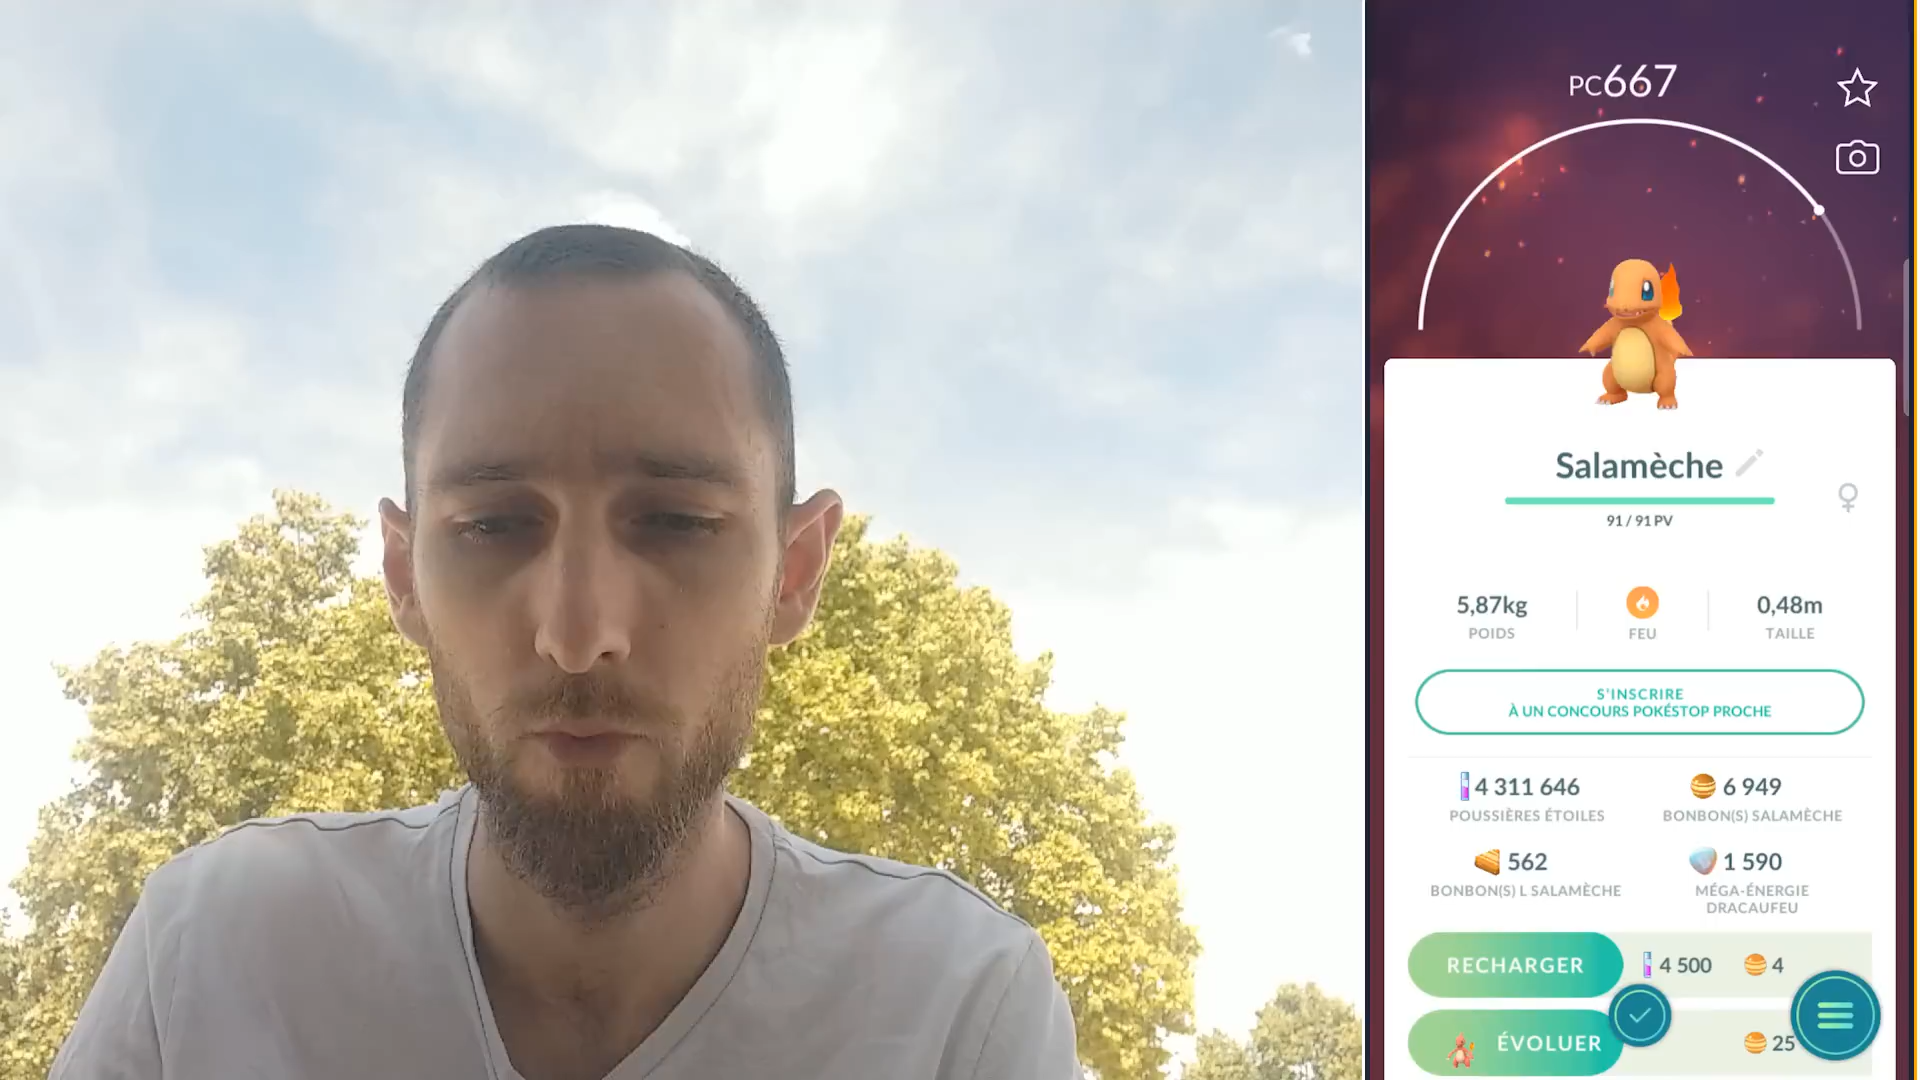 PC667
Salamèche
91 / 91 PV
5,87kg
POIDS
FEU
0,48m
TAILLE
S'INSCRIRE
À UN CONCOURS POKÉSTOP PROCHE
4 311 646
POUSSIÈRES ÉTOILES
6 949
BONBON(S) SALAMÈCHE
562
BONBON(S) L SALAMÈCHE
1 590
MÉGA-ÉNERGIE
DRACAUFEU
RECHARGER
4 500
4
ÉVOLUER
25